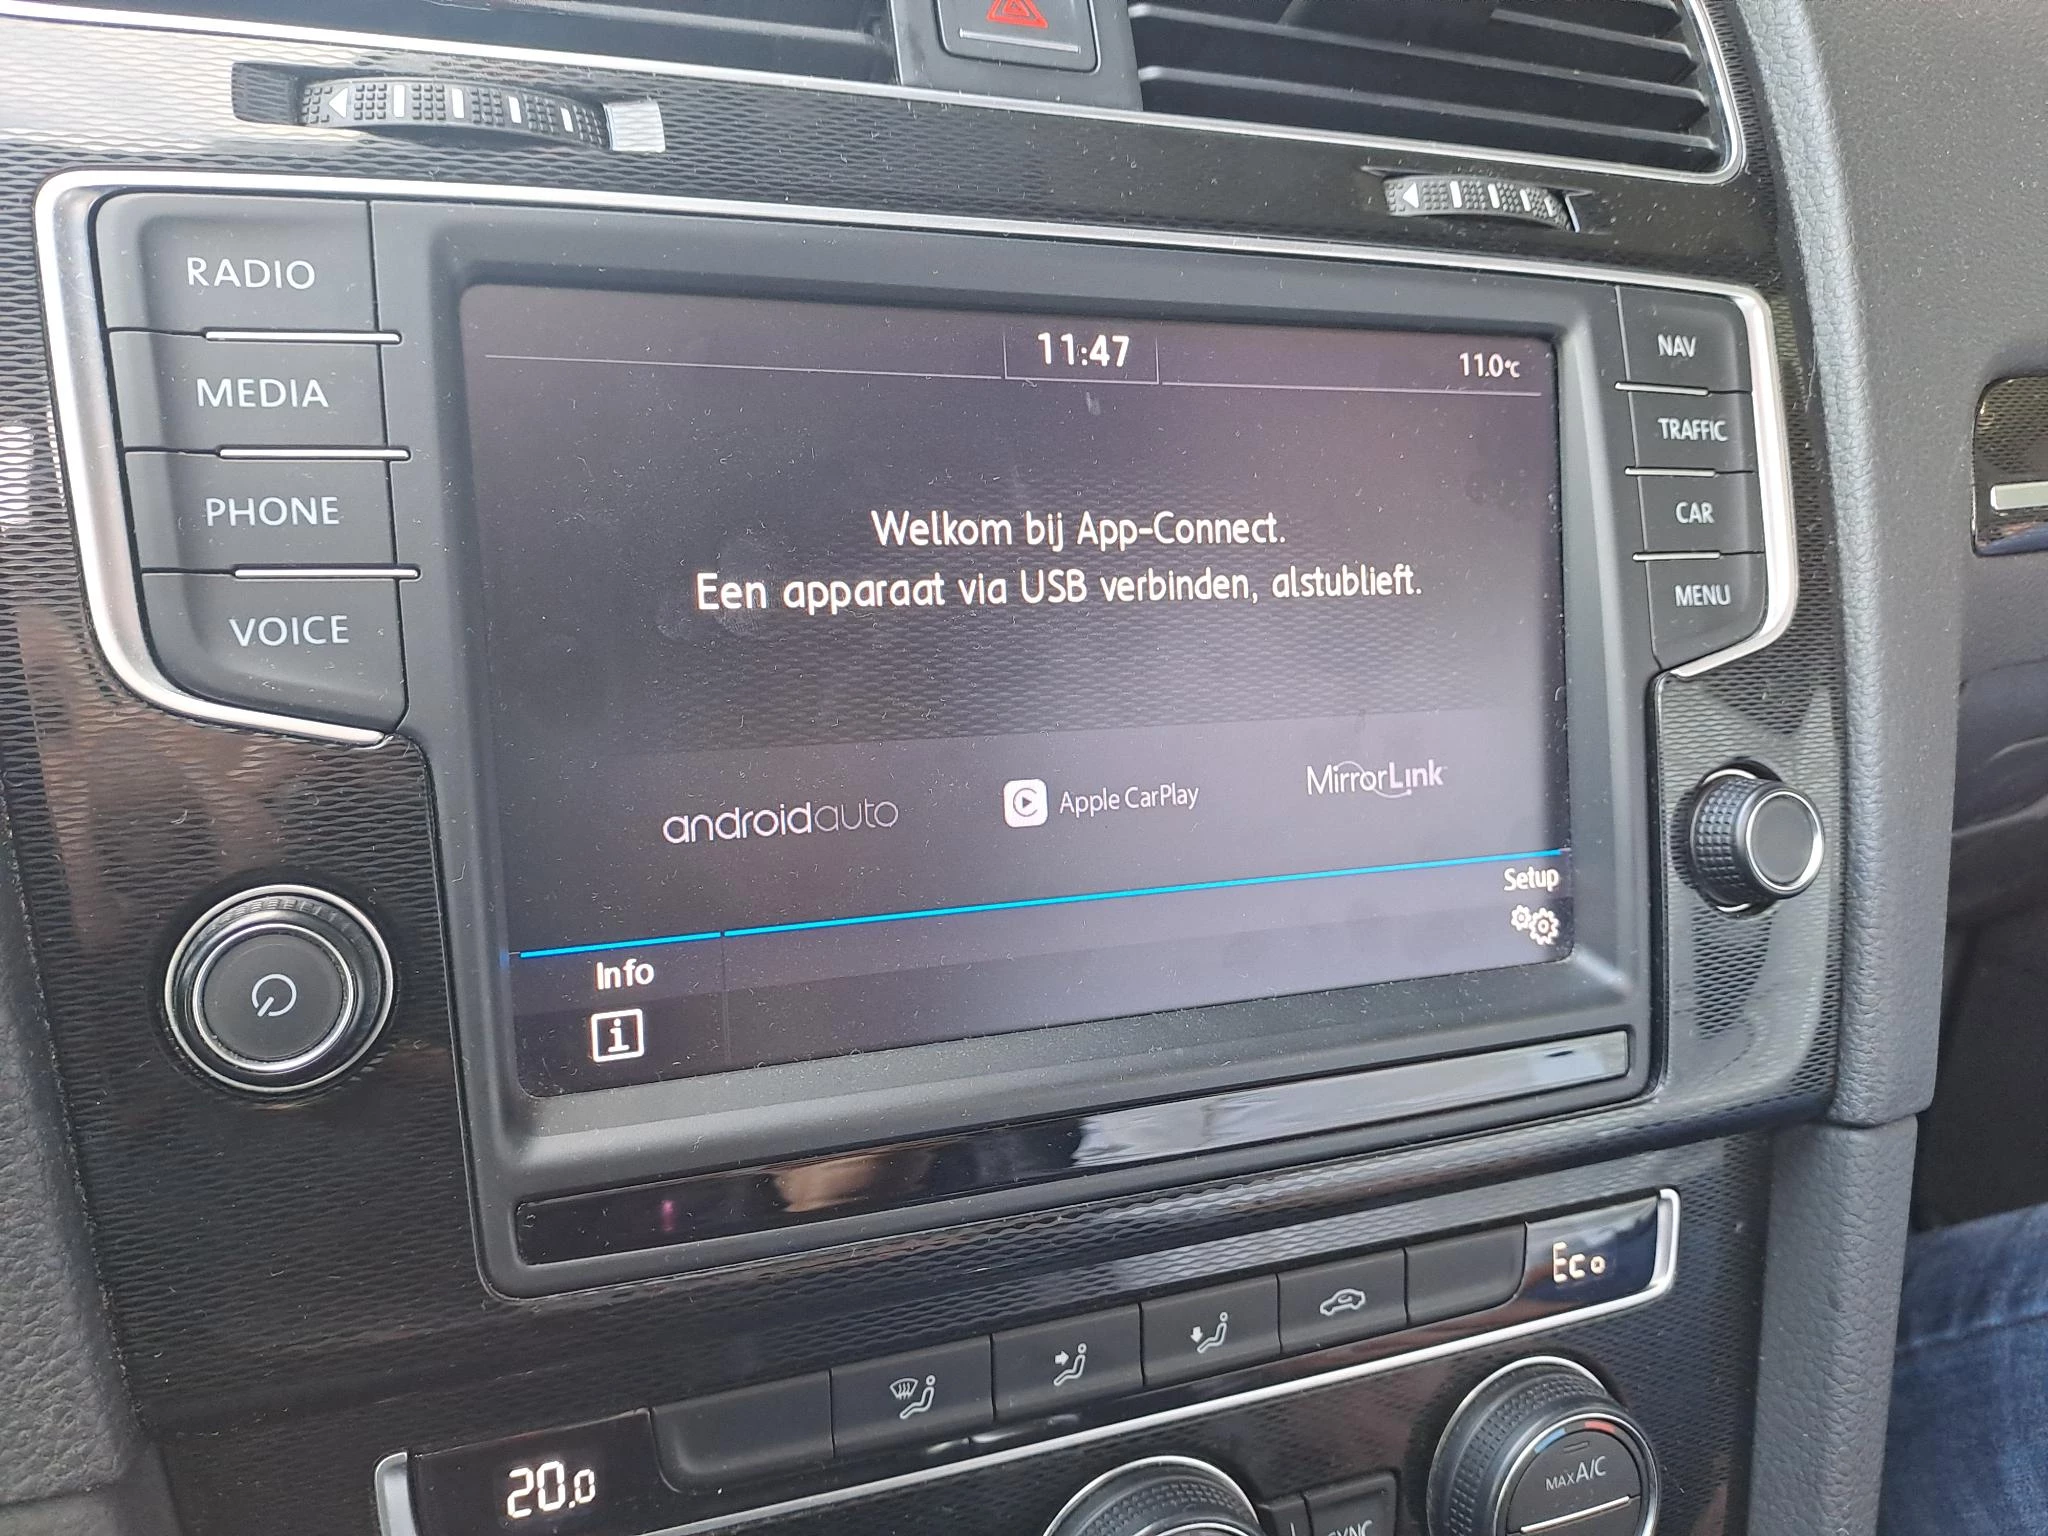 RADIO
MEDIA
PHONE
VOICE
11:47
11.0°C
Welkom bij App-Connect.
Een apparaat via USB verbinden, alstublieft.
androidauto
Apple CarPlay
MirrorLink
Setup
Info
i
NAV
TRAFFIC
CAR
MENU
Eco
20.0
MAX A/C
SYNC